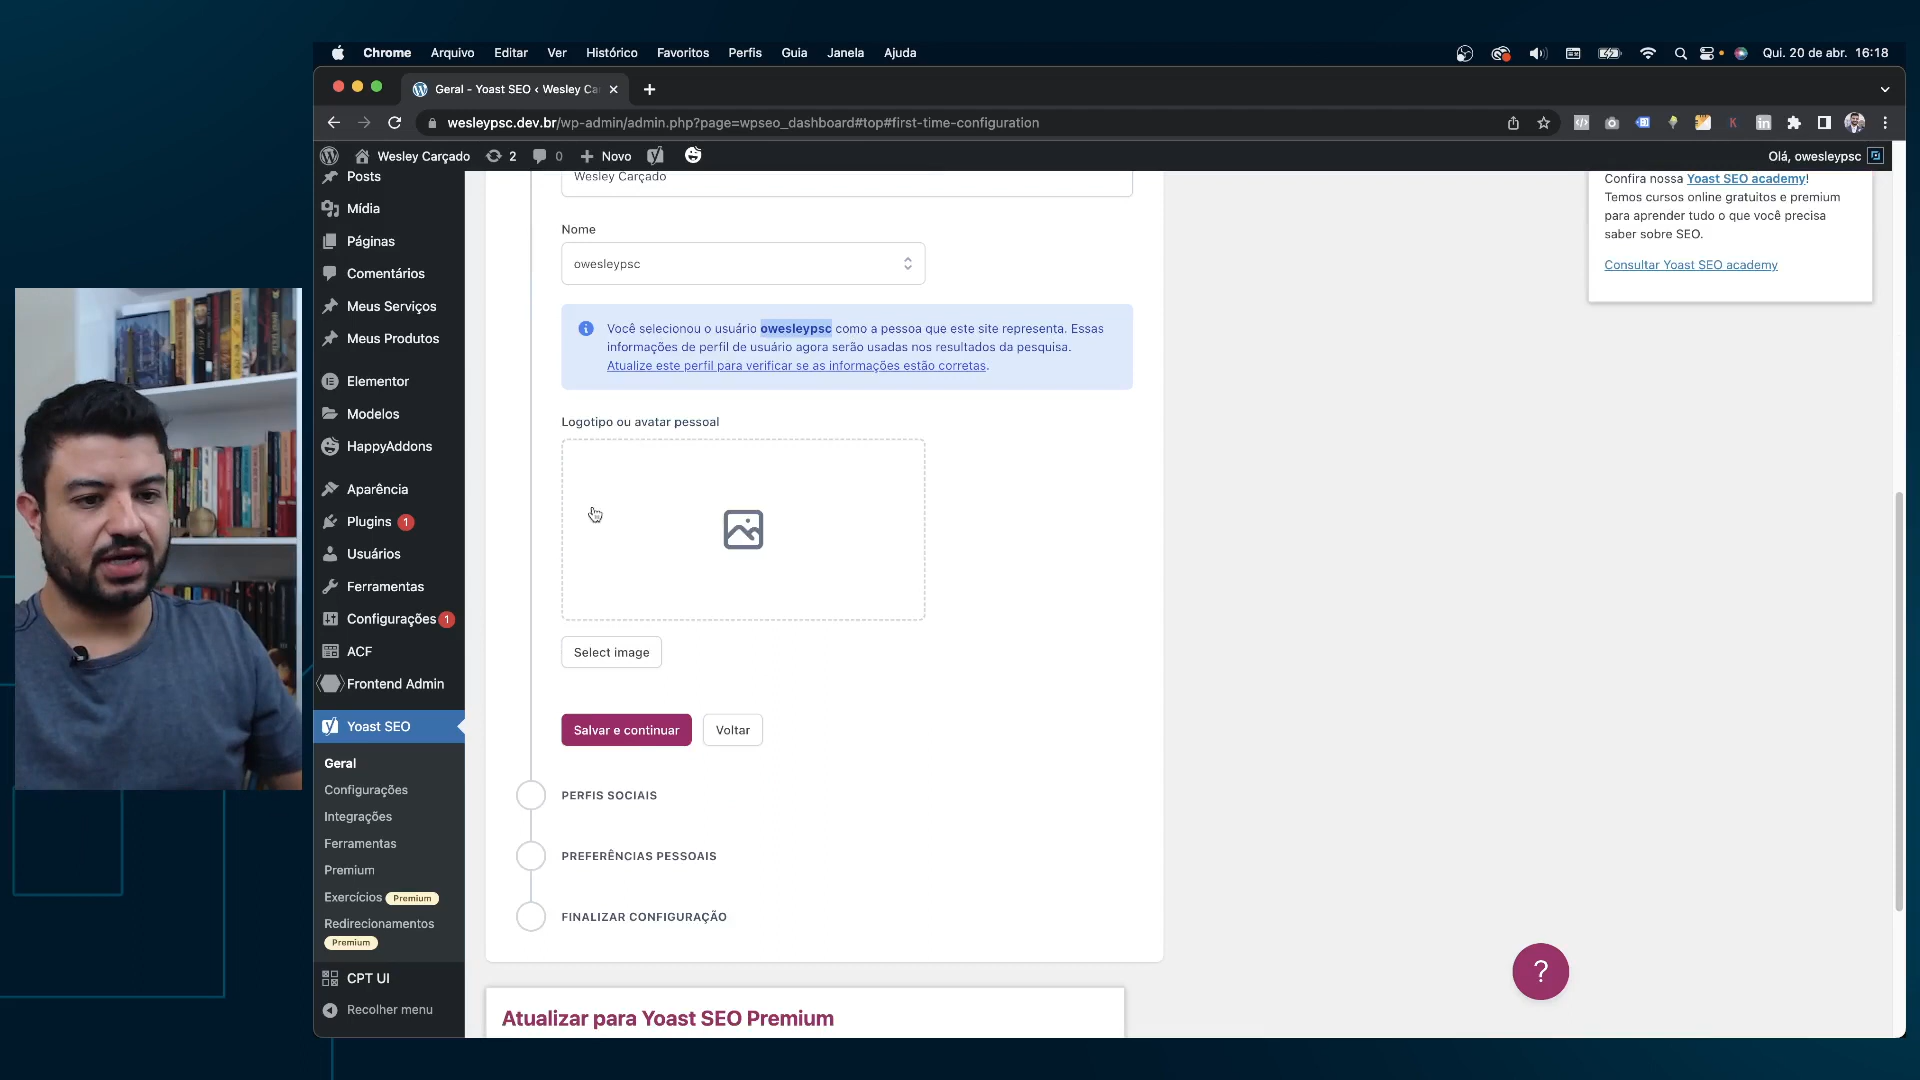 Chrome
Arquivo
Editar
Ver
Histórico
Favoritos
Perfis
Guia
Janela
Ajuda
Qui. 20 de abr. 16:18
Geral - Yoast SEO ‹ Wesley Ca
wesleypsc.dev.br/wp-admin/admin.php?page=wpseo_dashboard#top#first-time-configuration
Wesley Carçado
2
0
Novo
Olá, owesleypsc
Posts
Mídia
Páginas
Comentários
Meus Serviços
Meus Produtos
Elementor
Modelos
HappyAddons
Aparência
Plugins 1
Usuários
Ferramentas
Configurações 1
ACF
Frontend Admin
Yoast SEO
Geral
Configurações
Integrações
Ferramentas
Premium
Exercícios Premium
Redirecionamentos
Premium
CPT UI
Recolher menu
Wesley Carçado
Nome
owesleypsc
Você selecionou o usuário owesleypsc como a pessoa que este site representa. Essas
informações de perfil de usuário agora serão usadas nos resultados da pesquisa.
Atualize este perfil para verificar se as informações estão corretas.
Logotipo ou avatar pessoal
Select image
Salvar e continuar
Voltar
PERFIS SOCIAIS
PREFERÊNCIAS PESSOAIS
FINALIZAR CONFIGURAÇÃO
Atualizar para Yoast SEO Premium
Confira nossa Yoast SEO academy!
Temos cursos online gratuitos e premium
para aprender tudo o que você precisa
saber sobre SEO.
Consultar Yoast SEO academy
?